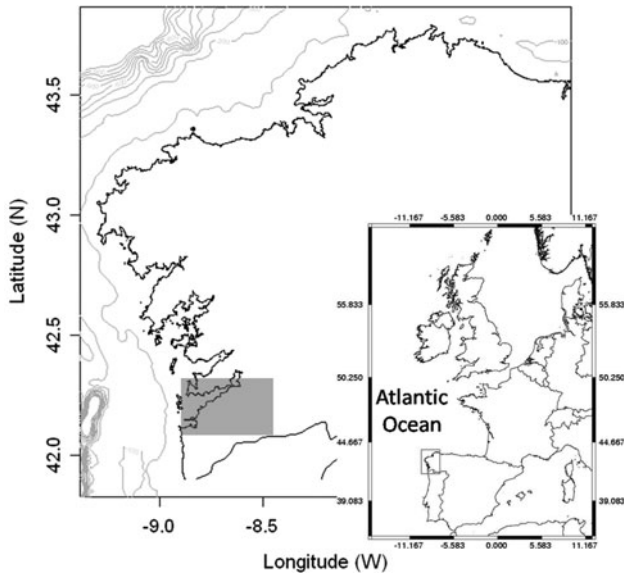 43.5
43.0
42.5
42.0
Latitude (N)
-9.0
-8.5
Longitude (W)
-11.167 -5.583 0.000 5.583 11.167
55.833 55.833
50.250 50.250
44.667 44.667
39.083 39.083
Atlantic
Ocean
-11.167 -5.583 0.000 5.583 11.167